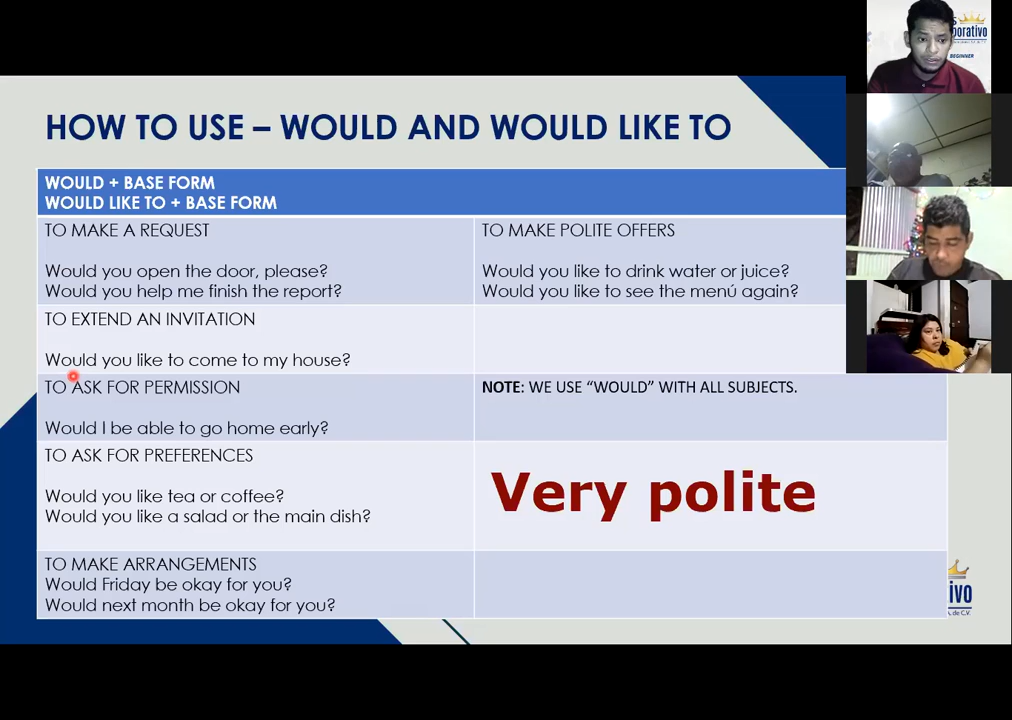 HOW TO USE – WOULD AND WOULD LIKE TO
WOULD + BASE FORM
WOULD LIKE TO + BASE FORM
TO MAKE A REQUEST
Would you open the door, please?
Would you help me finish the report?
TO MAKE POLITE OFFERS
Would you like to drink water or juice?
Would you like to see the menú again?
TO EXTEND AN INVITATION
Would you like to come to my house?
TO ASK FOR PERMISSION
Would I be able to go home early?
NOTE: WE USE “WOULD” WITH ALL SUBJECTS.
TO ASK FOR PREFERENCES
Would you like tea or coffee?
Would you like a salad or the main dish?
Very polite
TO MAKE ARRANGEMENTS
Would Friday be okay for you?
Would next month be okay for you?
S
porativo
BEGINNER
ivo
A. de C.V.